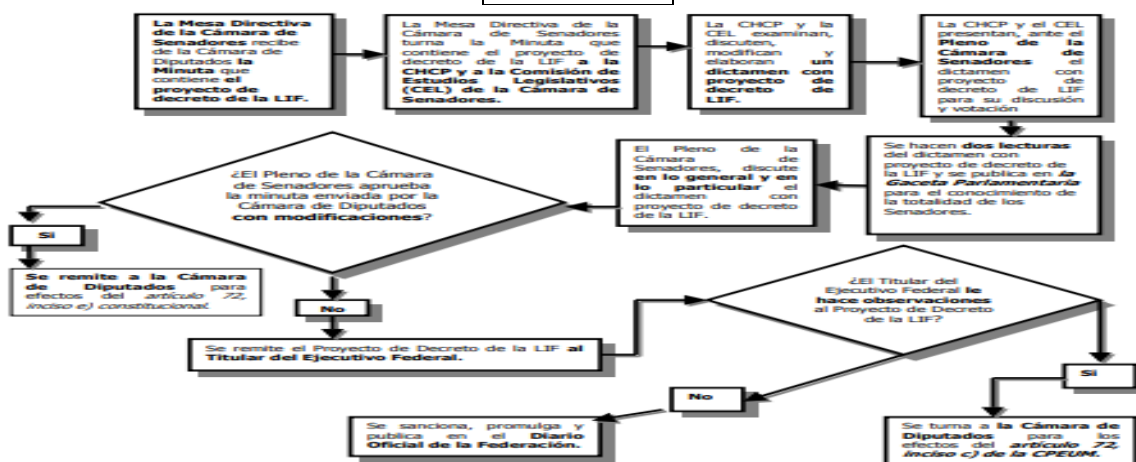 La Mesa Directiva
de la Cámara de
Senadores recibe
de la Cámara de
Diputados la
Minuta que
contiene el
proyecto de
decreto de la LIF.
La Mesa Directiva de la
Cámara de Senadores
turna la Minuta que
contiene el proyecto de
decreto de la LIF a la
CHCP y a la Comisión de
Estudios Legislativos
(CEL) de la Cámara de
Senadores.
La CHCP y la
CEL examinan,
discuten,
modifican y
elaboran un
dictamen con
proyecto de
decreto de
LIF.
La CHCP y el CEL
presentan, ante el
Pleno de la
Cámara de
Senadores el
dictamen con
proyecto de
decreto de LIF
para su discusión
y votación
Se hacen dos lecturas
del dictamen con
proyecto de decreto de
la LIF y se publica en la
Gaceta Parlamentaria
para el conocimiento de
la totalidad de los
Senadores.
El Pleno de la
Cámara de
Senadores, discute
en lo general y en
lo particular el
dictamen con
proyecto de decreto
de la LIF.
¿El Pleno de la Cámara
de Senadores aprueba
la minuta enviada por la
Cámara de Diputados
con modificaciones?
Si
Se remite a la Cámara
de Diputados para
efectos del artículo 72,
inciso e) constitucional.
No
Se remite el Proyecto de Decreto de la LIF al
Titular del Ejecutivo Federal.
¿El Titular del
Ejecutivo Federal le
hace observaciones
al Proyecto de Decreto
de la LIF?
Si
Se turna a la Cámara de
Diputados para los
efectos del artículo 72,
inciso c) de la CPEUM.
No
Se sanciona, promulga y
publica en el Diario
Oficial de la Federación.